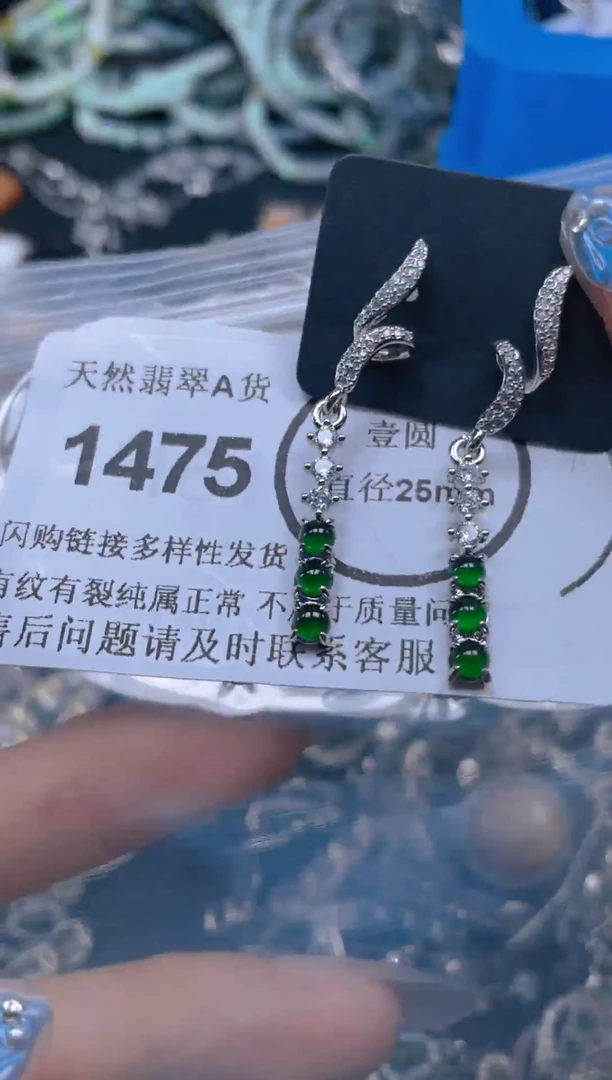 天然翡翠A货
1475
壹圆
直径25mm
闪购链接多样性发货
有纹有裂纯属正常 不 于质量问
售后问题请及时联系客服